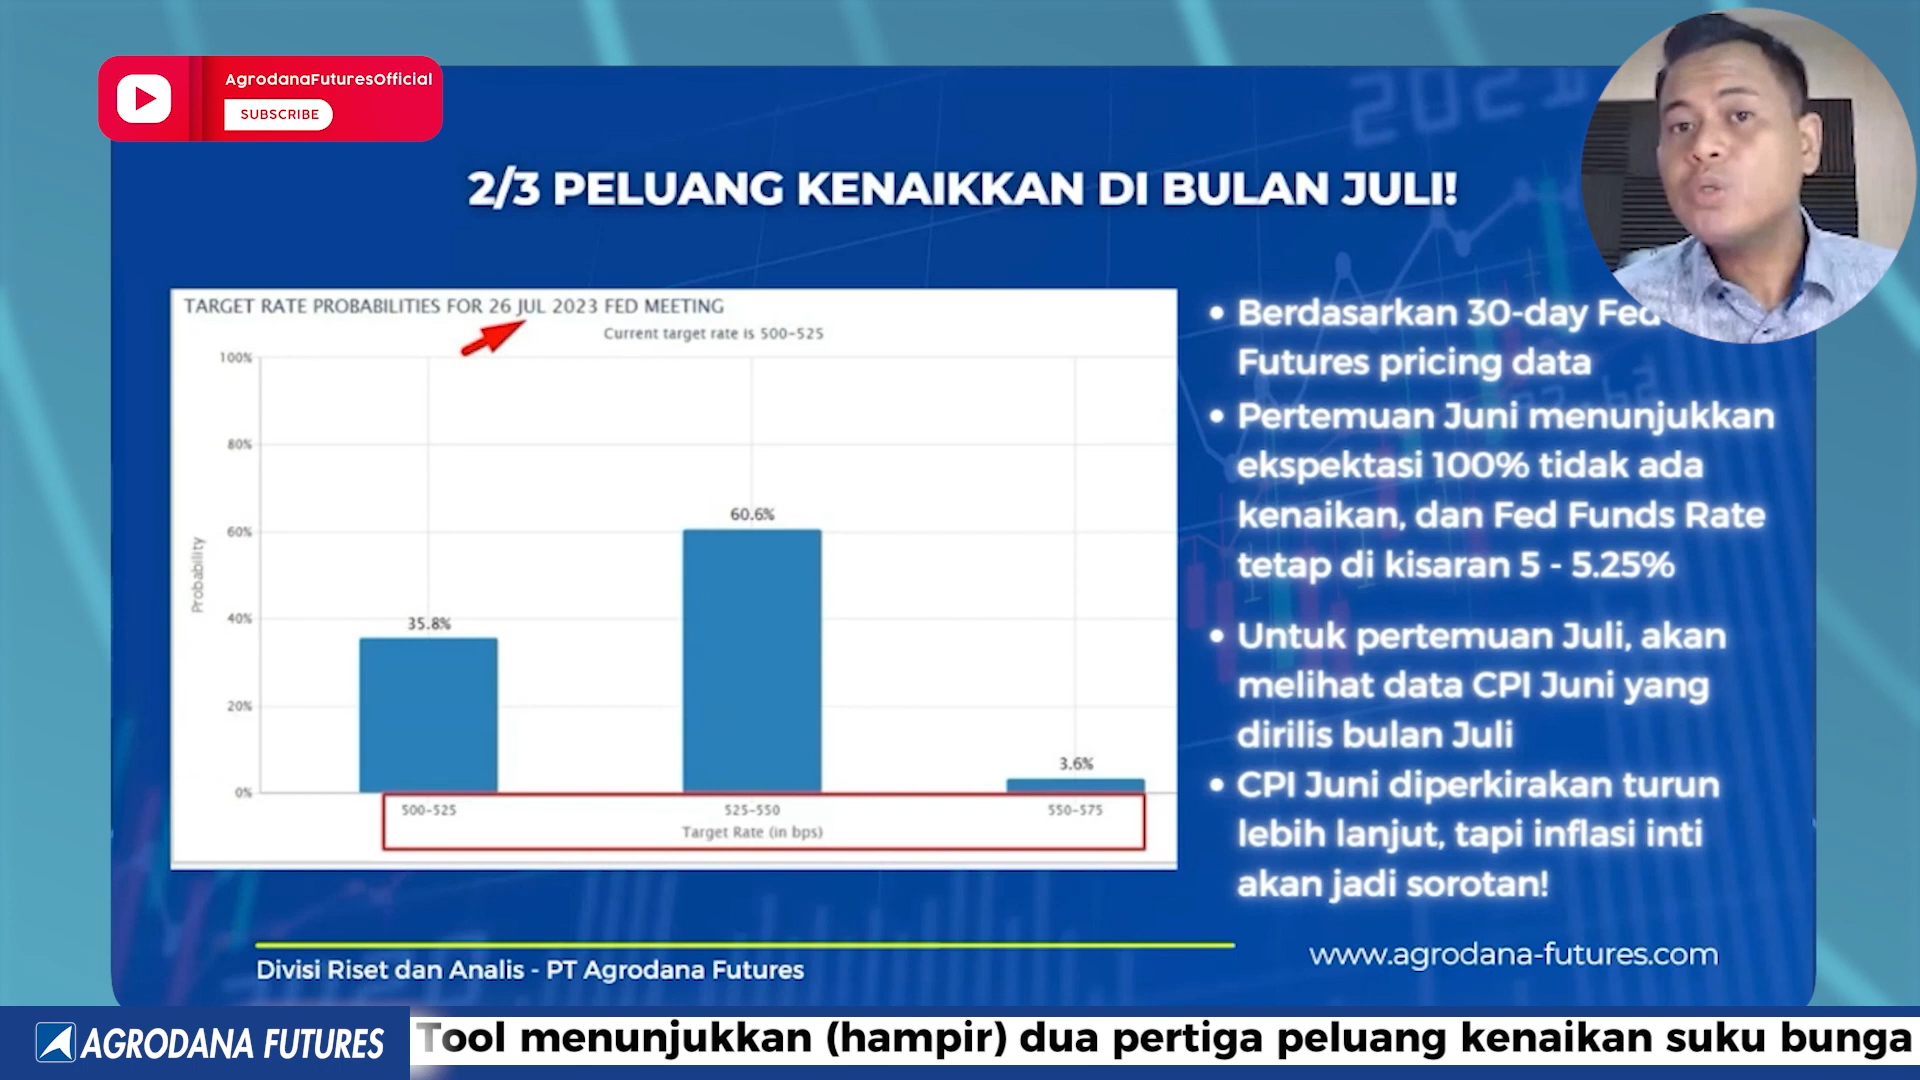 AgrodanaFuturesOfficial
SUBSCRIBE
2/3 PELUANG KENAIKKAN DI BULAN JULI!
TARGET RATE PROBABILITIES FOR 26 JUL 2023 FED MEETING
Current target rate is 500-525
100%
80%
60%
40%
20%
0%
Probability
35.8%
60.6%
3.6%
500-525
525-550
550-575
Target Rate (in bps)
• Berdasarkan 30-day Fed
Futures pricing data
• Pertemuan Juni menunjukkan
ekspektasi 100% tidak ada
kenaikan, dan Fed Funds Rate
tetap di kisaran 5 - 5.25%
• Untuk pertemuan Juli, akan
melihat data CPI Juni yang
dirilis bulan Juli
• CPI Juni diperkirakan turun
lebih lanjut, tapi inflasi inti
akan jadi sorotan!
Divisi Riset dan Analis - PT Agrodana Futures
www.agrodana-futures.com
AGRODANA FUTURES
Tool menunjukkan (hampir) dua pertiga peluang kenaikan suku bunga